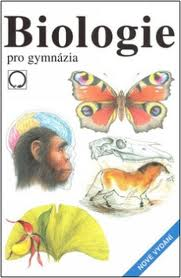 Biologie
pro gymnázia
NOVÉ VYDÁNÍ